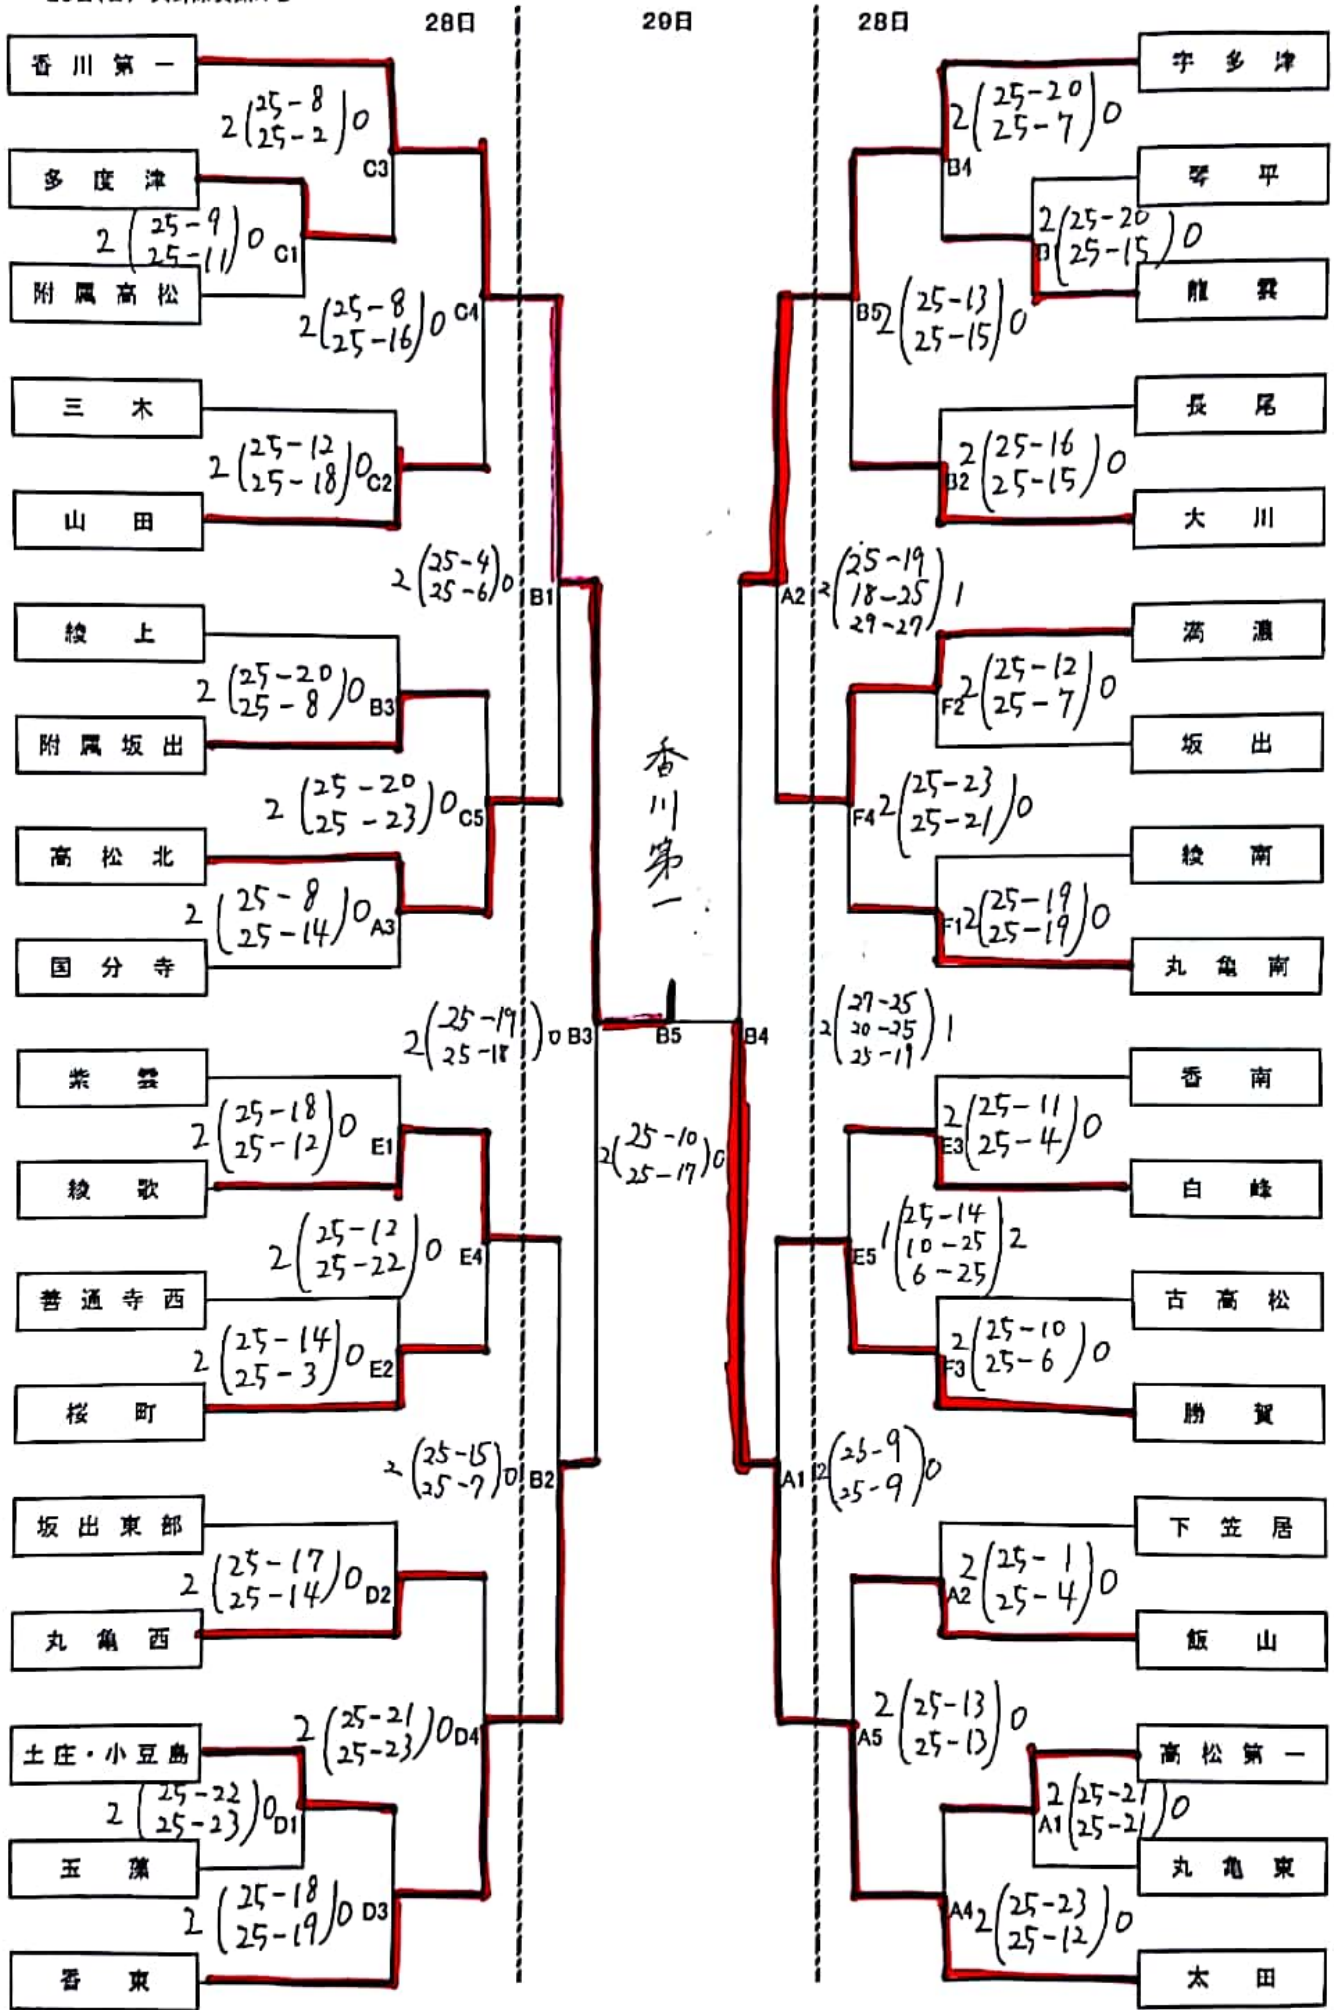 28日
29日
28日
香川第一
2(25-8 25-2)0
C3
多度津
2(25-9 25-11)0
C1
附属高松
2(25-8 25-16)0
C4
三木
2(25-12 25-18)0
C2
山田
2(25-4 25-6)0
B1
綾上
2(25-20 25-8)0
B3
附属坂出
2(25-20 25-23)0
C5
高松北
2(25-8 25-14)0
A3
国分寺
2(25-19 25-18)0
B3
紫雲
2(25-18 25-12)0
E1
綾歌
2(25-12 25-22)0
E4
善通寺西
2(25-14 25-3)0
E2
桜町
2(25-15 25-7)0
B2
坂出東部
2(25-17 25-14)0
D2
丸亀西
2(25-21 25-23)0
D4
土庄・小豆島
2(25-22 25-23)0
D1
玉藻
2(25-18 25-19)0
D3
香東
香川第一
B5
2(25-10 25-17)0
宇多津
2(25-20 25-7)0
B4
琴平
2(25-20 25-15)0
龍雲
B5
2(25-13 25-15)0
長尾
B2
2(25-16 25-15)0
大川
A2
2(25-19 18-25 29-27)1
満濃
F2
2(25-12 25-7)0
坂出
F4
2(25-23 25-21)0
綾南
F1
2(25-19 25-19)0
丸亀南
B4
2(27-25 20-25 25-19)1
香南
E3
2(25-11 25-4)0
白峰
E5
1(25-14 10-25 6-25)2
古高松
F3
2(25-10 25-6)0
勝賀
A1
2(25-9 25-9)0
下笠居
A2
2(25-1 25-4)0
飯山
A5
2(25-13 25-13)0
高松第一
A1
2(25-21 25-21)0
丸亀東
A4
2(25-23 25-12)0
太田